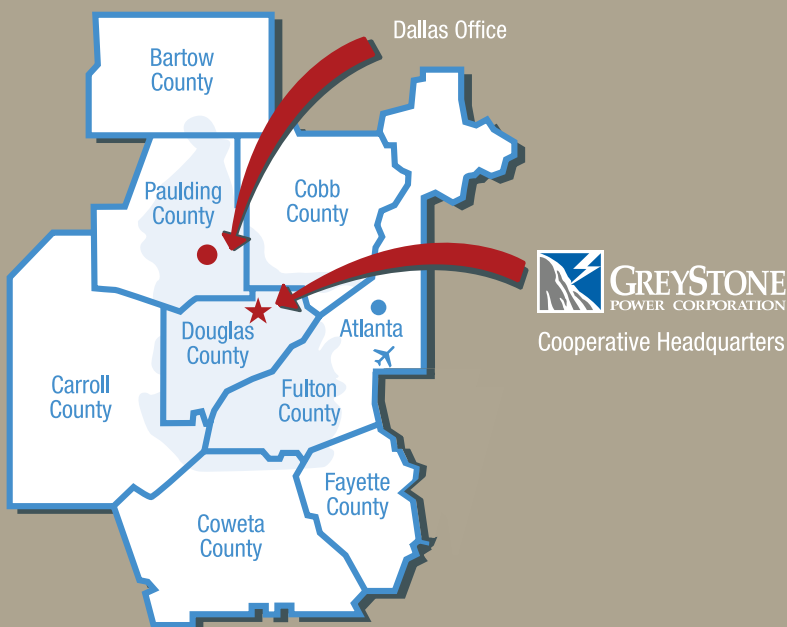 Dallas Office
Bartow
County
Paulding
County
Cobb
County
GREYSTONE
POWER CORPORATION
Cooperative Headquarters
Douglas
County
Atlanta
Carroll
County
Fulton
County
Fayette
County
Coweta
County